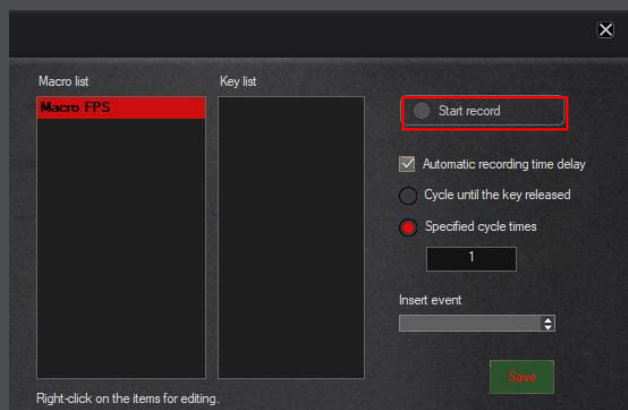 Macro list
Key list
Macro FPS
Start record
Automatic recording time delay
Cycle until the key released
Specified cycle times
1
Insert event
Save
Right-click on the items for editing.